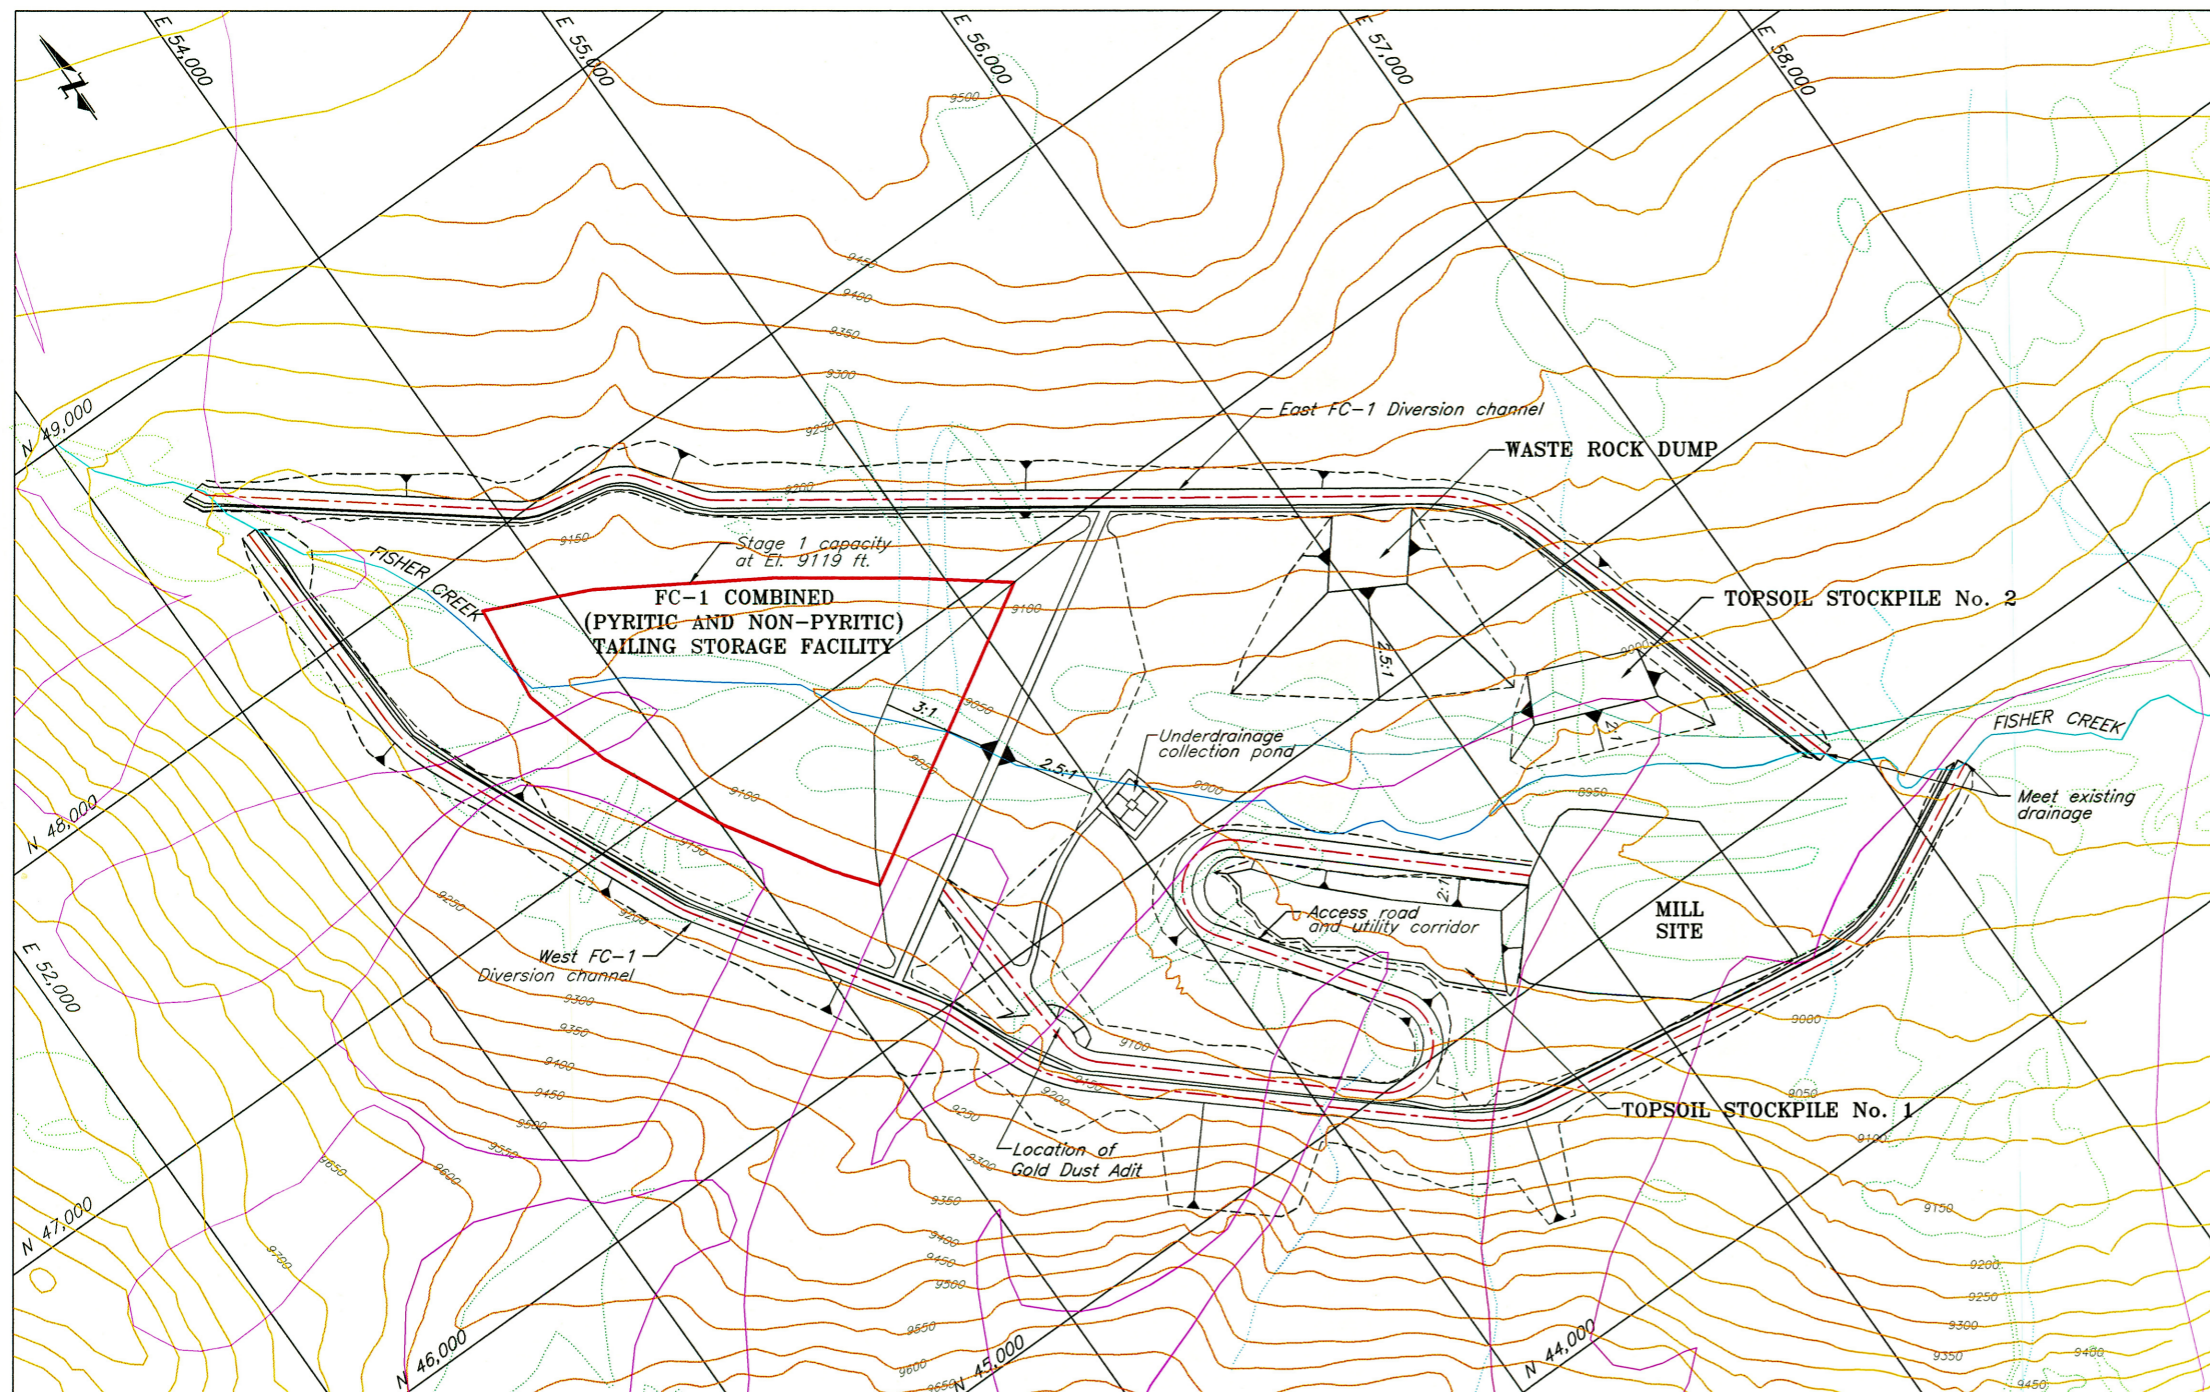 E 54,000
E 55,000
E 56,000
E 57,000
E 58,000
9500
9450
9400
9350
9300
9250
9200
9150
East FC-1 Diversion channel
WASTE ROCK DUMP
N 49,000
Stage 1 capacity
at El. 9119 ft.
FISHER CREEK
FC-1 COMBINED
(PYRITIC AND NON-PYRITIC)
TAILING STORAGE FACILITY
9100
2.5:1
TOPSOIL STOCKPILE No. 2
9000
9050
3:1
2.5:1
2:1
Underdrainage
collection pond
FISHER CREEK
9050
9100
9000
8950
Meet existing
drainage
N 48,000
9150
9250
9200
2:1
Access road
and utility corridor
MILL
SITE
West FC-1
Diversion channel
E 52,000
9300
9350
9400
9450
9500
9550
9600
9650
9700
9100
9150
9200
9250
9300
9000
9050
TOPSOIL STOCKPILE No. 1
9100
Location of
Gold Dust Adit
9350
9400
9450
9500
9550
9600
9650
9150
9200
9250
9300
9350
9400
9450
N 47,000
N 46,000
N 45,000
N 44,000